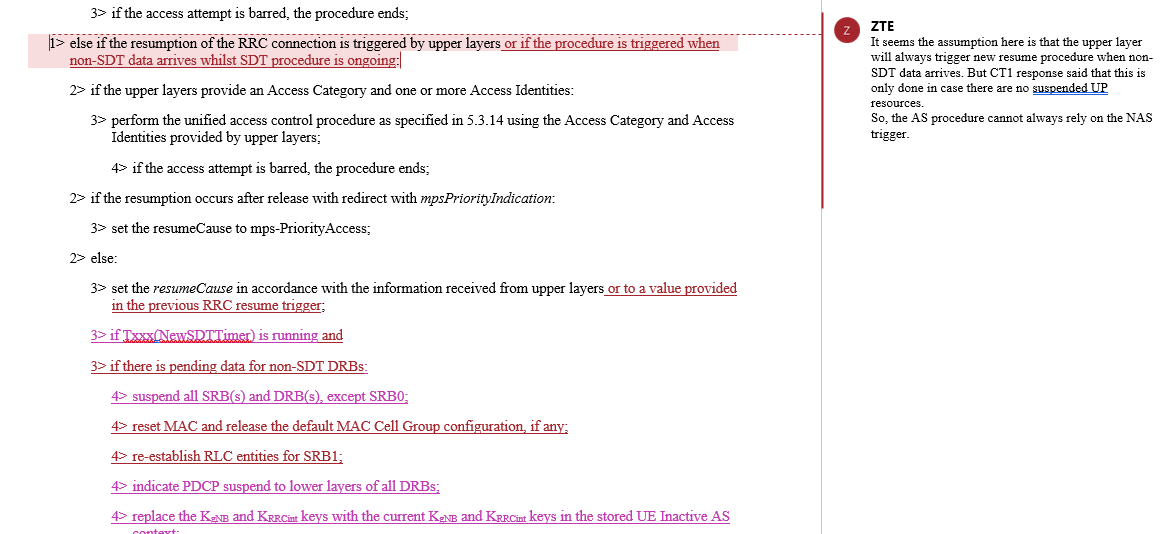 3> if the access attempt is barred, the procedure ends;
1> else if the resumption of the RRC connection is triggered by upper layers or if the procedure is triggered when
non-SDT data arrives whilst SDT procedure is ongoing:
2> if the upper layers provide an Access Category and one or more Access Identities:
3> perform the unified access control procedure as specified in 5.3.14 using the Access Category and Access
Identities provided by upper layers;
4> if the access attempt is barred, the procedure ends;
2> if the resumption occurs after release with redirect with mpsPriorityIndication:
3> set the resumeCause to mps-PriorityAccess;
2> else:
3> set the resumeCause in accordance with the information received from upper layers or to a value provided
in the previous RRC resume trigger;
3> if Txxx(NewSDTTimer) is running and
3> if there is pending data for non-SDT DRBs:
4> suspend all SRB(s) and DRB(s), except SRB0;
4> reset MAC and release the default MAC Cell Group configuration, if any;
4> re-establish RLC entities for SRB1;
4> indicate PDCP suspend to lower layers of all DRBs;
4> replace the KgNB and KRRCint keys with the current KgNB and KRRCint keys in the stored UE Inactive AS
context;
Z
ZTE
It seems the assumption here is that the upper layer
will always trigger new resume procedure when non-
SDT data arrives. But CT1 response said that this is
only done in case there are no suspended UP
resources.
So, the AS procedure cannot always rely on the NAS
trigger.